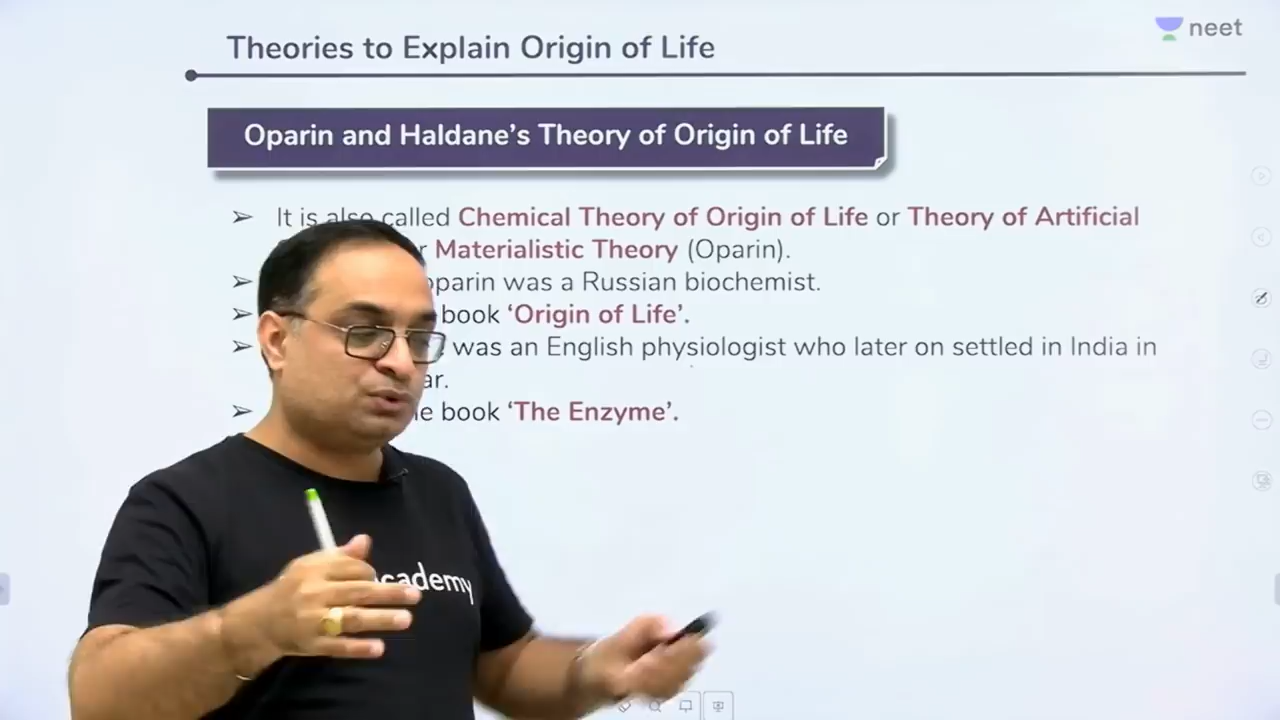 Theories to Explain Origin of Life
neet
Oparin and Haldane's Theory of Origin of Life
➢ It is also called Chemical Theory of Origin of Life or Theory of Artificial
Materialistic Theory (Oparin).
➢ oparin was a Russian biochemist.
➢ book ‘Origin of Life’.
➢ was an English physiologist who later on settled in India in
ar.
➢ book ‘The Enzyme’.
cademy